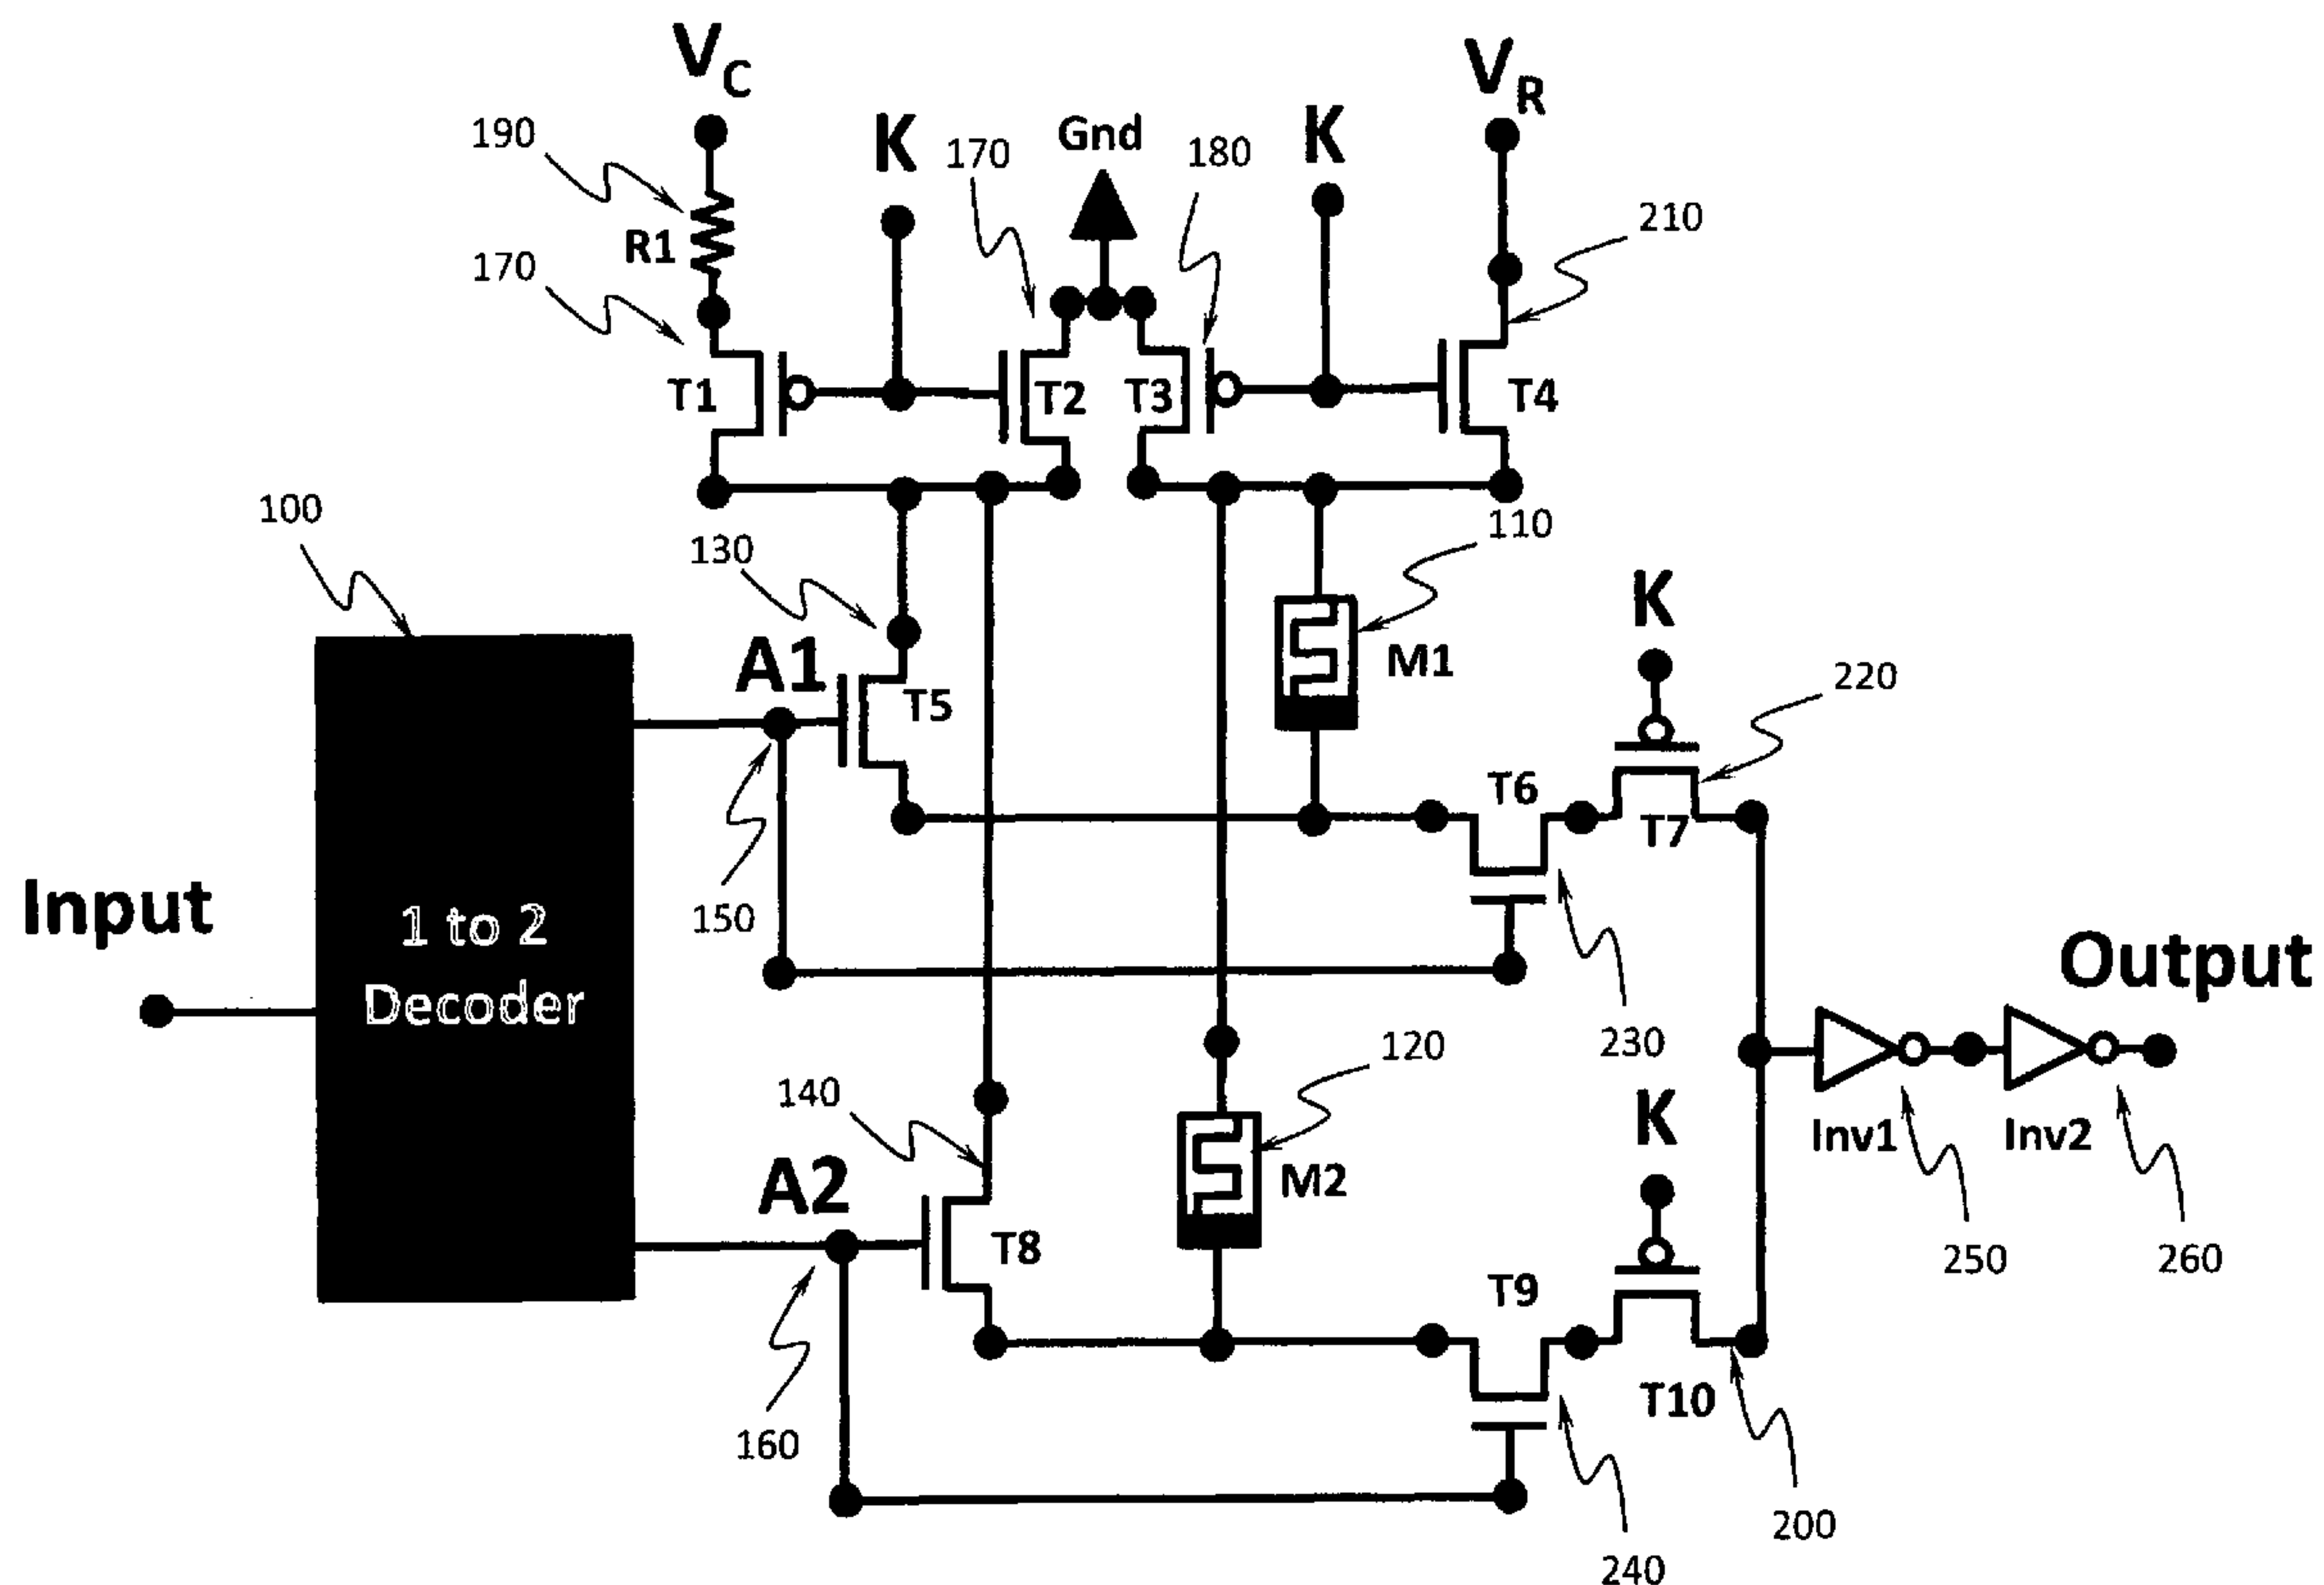 VC
VR
190
K
170
Gnd
180
K
210
R1
170
T1
T2
T3
T4
100
130
110
A1
T5
M1
K
220
T6
T7
150
Input
1 to 2
Decoder
Output
230
120
140
K
Inv1
Inv2
A2
M2
T8
250
260
T9
T10
160
200
240